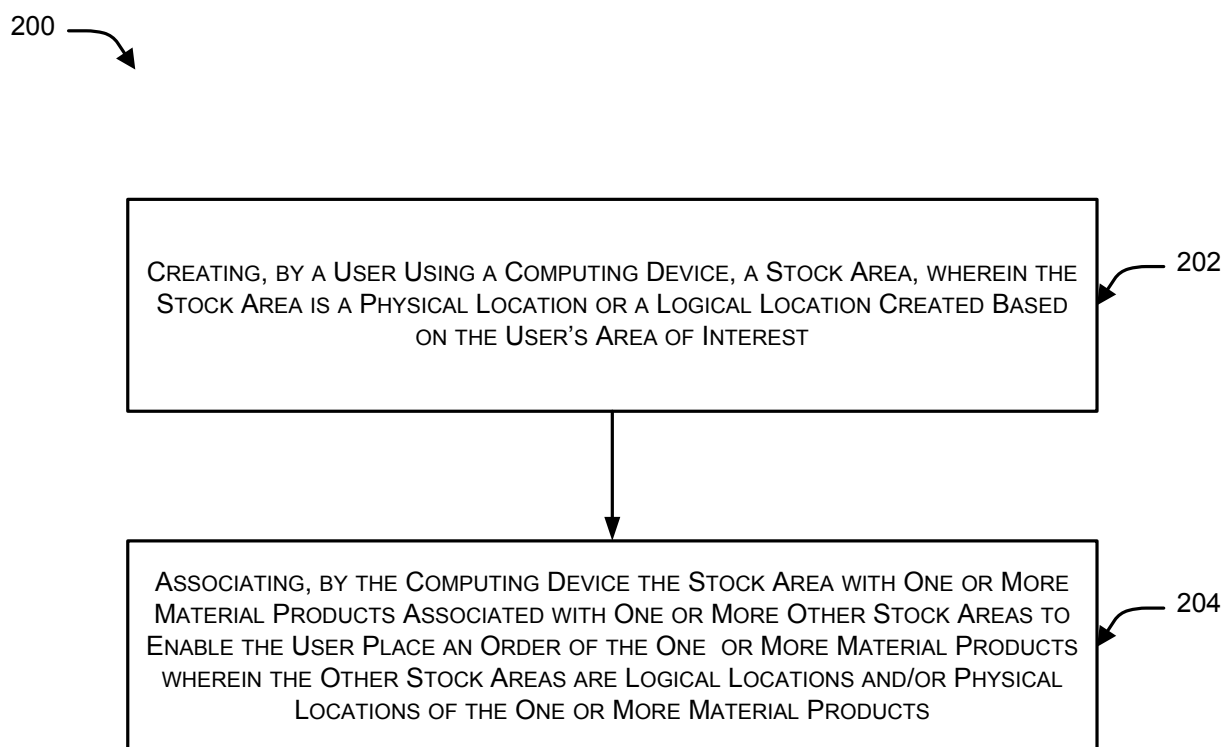 200
CREATING, BY A USER USING A COMPUTING DEVICE, A STOCK AREA, WHEREIN THE
STOCK AREA IS A PHYSICAL LOCATION OR A LOGICAL LOCATION CREATED BASED
ON THE USER'S AREA OF INTEREST
202
ASSOCIATING, BY THE COMPUTING DEVICE THE STOCK AREA WITH ONE OR MORE
MATERIAL PRODUCTS ASSOCIATED WITH ONE OR MORE OTHER STOCK AREAS TO
ENABLE THE USER PLACE AN ORDER OF THE ONE OR MORE MATERIAL PRODUCTS
WHEREIN THE OTHER STOCK AREAS ARE LOGICAL LOCATIONS AND/OR PHYSICAL
LOCATIONS OF THE ONE OR MORE MATERIAL PRODUCTS
204